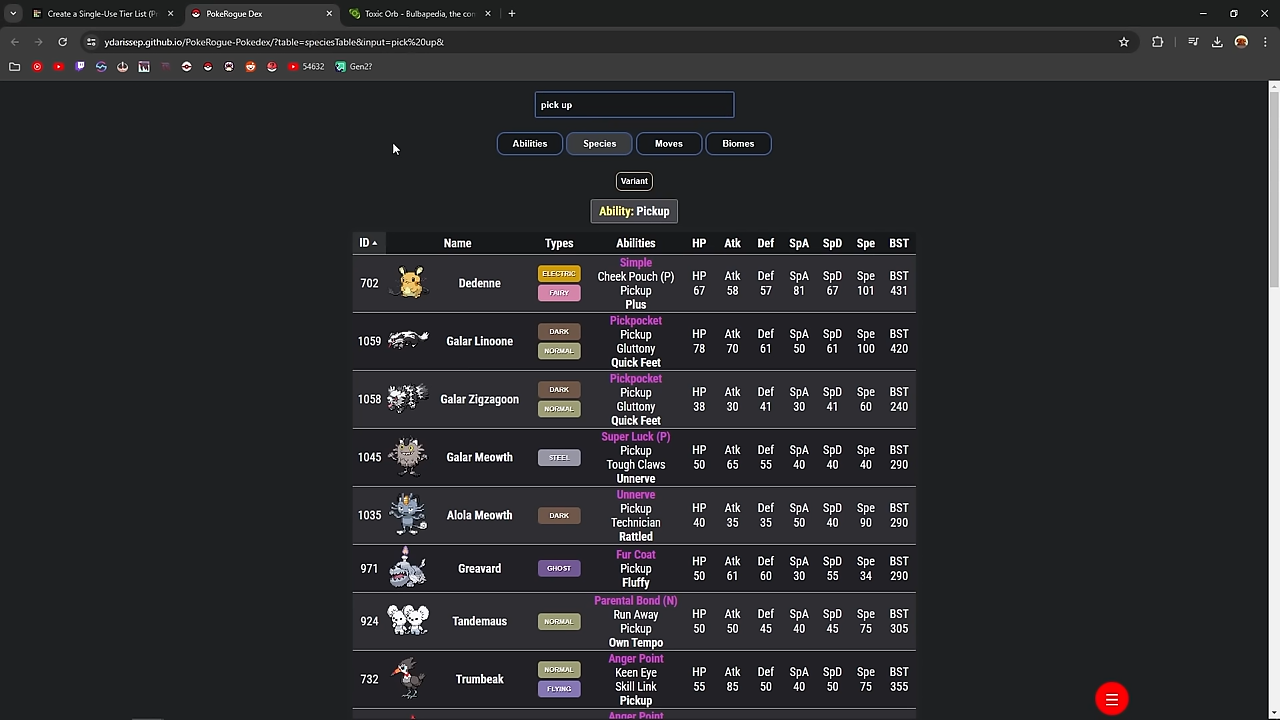 Create a Single-Use Tier List (Pr
PokeRogue Dex
Toxic Orb - Bulbapedia, the con
ydarissep.github.io/PokeRogue-Pokedex/?table=speciesTable&input=pick%20up&
54632
Gen2?
pick up
Abilities Species Moves Biomes
Variant
Ability: Pickup
ID Name Types Abilities HP Atk Def SpA SpD Spe BST
702 Dedenne ELECTRIC FAIRY
Simple
Cheek Pouch (P)
Pickup
Plus
HP Atk Def SpA SpD Spe BST
67 58 57 81 67 101 431
1059 Galar Linoone DARK NORMAL
Pickpocket
Pickup
Gluttony
Quick Feet
HP Atk Def SpA SpD Spe BST
78 70 61 50 61 100 420
1058 Galar Zigzagoon DARK NORMAL
Pickpocket
Pickup
Gluttony
Quick Feet
HP Atk Def SpA SpD Spe BST
38 30 41 30 41 60 240
1045 Galar Meowth STEEL
Super Luck (P)
Pickup
Tough Claws
Unnerve
HP Atk Def SpA SpD Spe BST
50 65 55 40 40 40 290
1035 Alola Meowth DARK
Unnerve
Pickup
Technician
Rattled
HP Atk Def SpA SpD Spe BST
40 35 35 50 40 90 290
971 Greavard GHOST
Fur Coat
Pickup
Fluffy
HP Atk Def SpA SpD Spe BST
50 61 60 30 55 34 290
924 Tandemaus NORMAL
Parental Bond (N)
Run Away
Pickup
Own Tempo
HP Atk Def SpA SpD Spe BST
50 50 45 40 45 75 305
732 Trumbeak NORMAL FLYING
Anger Point
Keen Eye
Skill Link
Pickup
HP Atk Def SpA SpD Spe BST
55 85 50 40 50 75 355
Anger Point